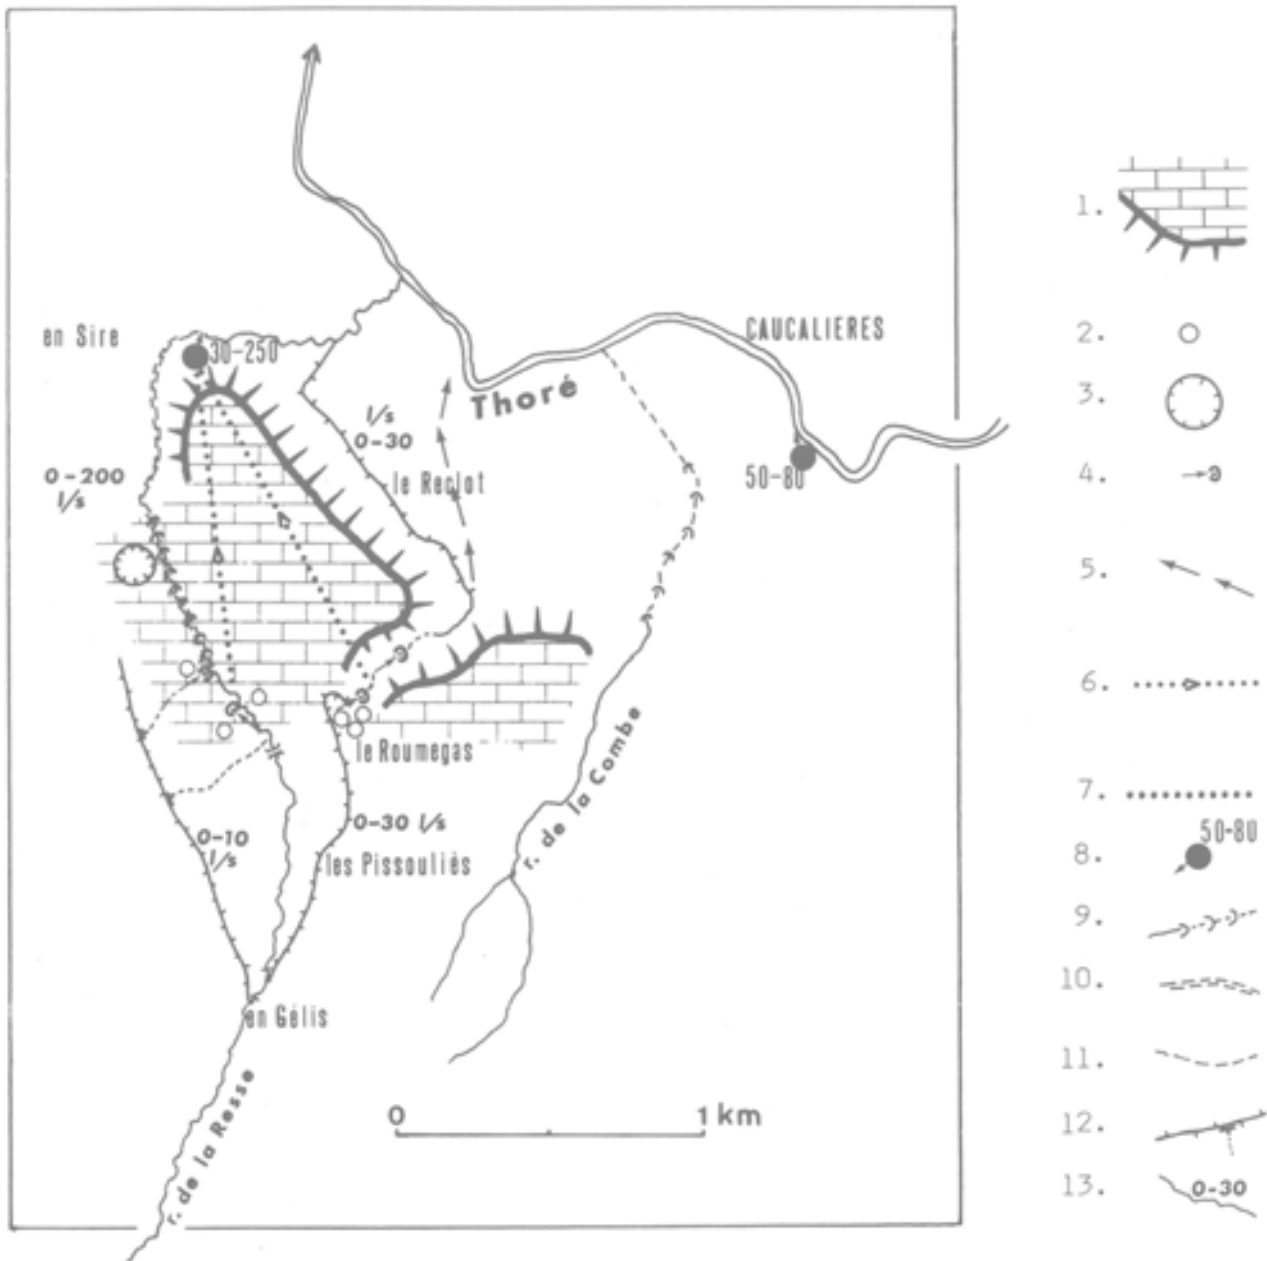 en Sire
30-250
CAUCALIERES
Thoré
l/s
0-30
le Reclot
0-200
l/s
50-80
le Roumegas
r. de la Combe
0-30 l/s
0-10
l/s
les Pissouliés
en Gélis
r. de la Resse
0 1 km
1.
2.
3.
4.
5.
6.
7.
50-80
8.
9.
10.
11.
12.
13. 0-30